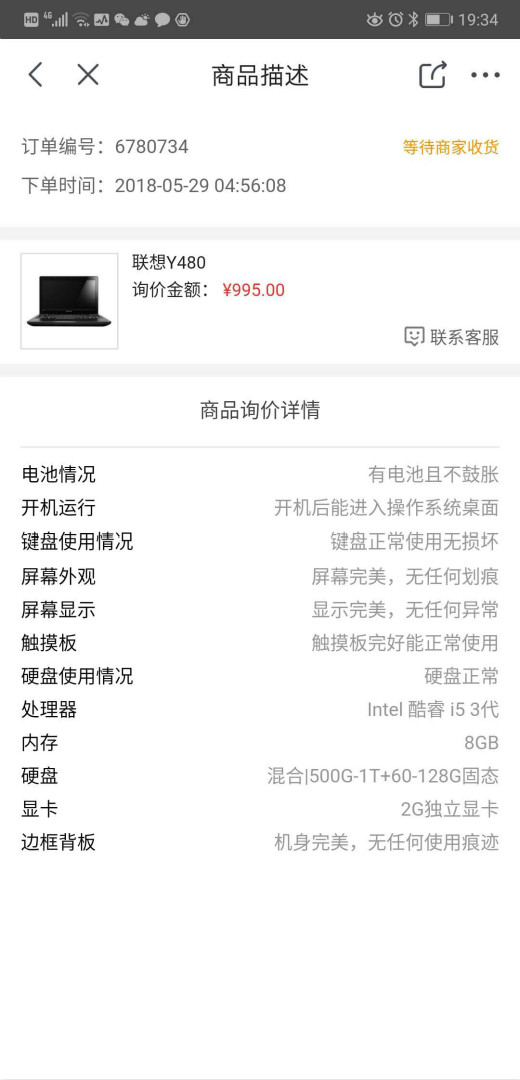 HD 4G 19:34
商品描述
订单编号：6780734 等待商家收货
下单时间：2018-05-29 04:56:08
联想Y480
询价金额： ¥995.00
联系客服
商品询价详情
电池情况 有电池且不鼓胀
开机运行 开机后能进入操作系统桌面
键盘使用情况 键盘正常使用无损坏
屏幕外观 屏幕完美，无任何划痕
屏幕显示 显示完美，无任何异常
触摸板 触摸板完好能正常使用
硬盘使用情况 硬盘正常
处理器 Intel 酷睿 i5 3代
内存 8GB
硬盘 混合|500G-1T+60-128G固态
显卡 2G独立显卡
边框背板 机身完美，无任何使用痕迹